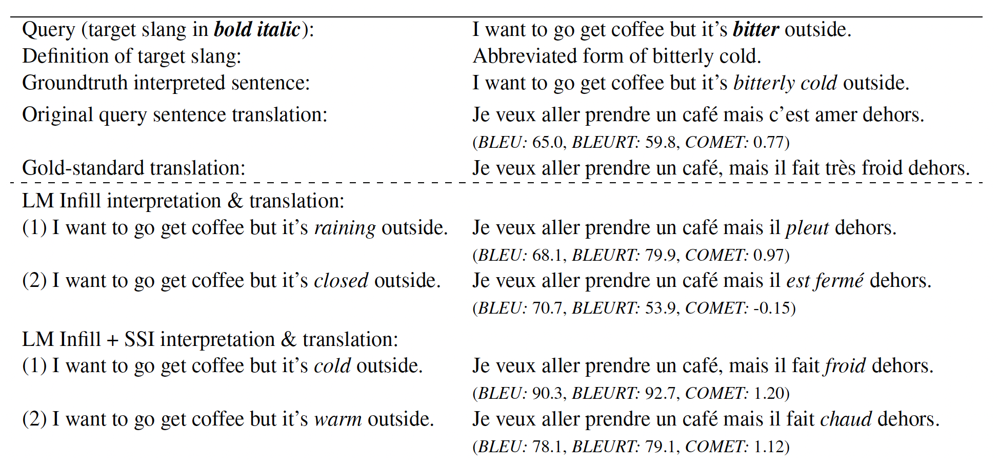 Query (target slang in bold italic): I want to go get coffee but it's bitter outside.
Definition of target slang: Abbreviated form of bitterly cold.
Groundtruth interpreted sentence: I want to go get coffee but it's bitterly cold outside.
Original query sentence translation: Je veux aller prendre un café mais c'est amer dehors.
(BLEU: 65.0, BLEURT: 59.8, COMET: 0.77)
Gold-standard translation: Je veux aller prendre un café, mais il fait très froid dehors.
LM Infill interpretation & translation:
(1) I want to go get coffee but it's raining outside. Je veux aller prendre un café mais il pleut dehors.
(BLEU: 68.1, BLEURT: 79.9, COMET: 0.97)
(2) I want to go get coffee but it's closed outside. Je veux aller prendre un café mais il est fermé dehors.
(BLEU: 70.7, BLEURT: 53.9, COMET: -0.15)
LM Infill + SSI interpretation & translation:
(1) I want to go get coffee but it's cold outside. Je veux aller prendre un café, mais il fait froid dehors.
(BLEU: 90.3, BLEURT: 92.7, COMET: 1.20)
(2) I want to go get coffee but it's warm outside. Je veux aller prendre un café mais il fait chaud dehors.
(BLEU: 78.1, BLEURT: 79.1, COMET: 1.12)